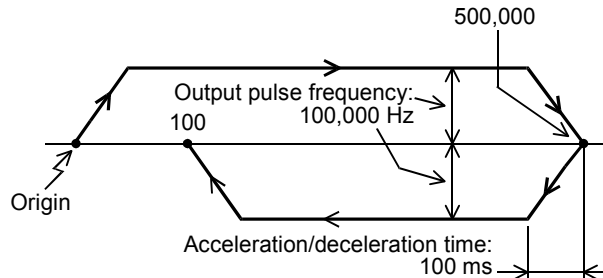 500,000
Output pulse frequency:
100,000 Hz
100
Origin
Acceleration/deceleration time:
100 ms